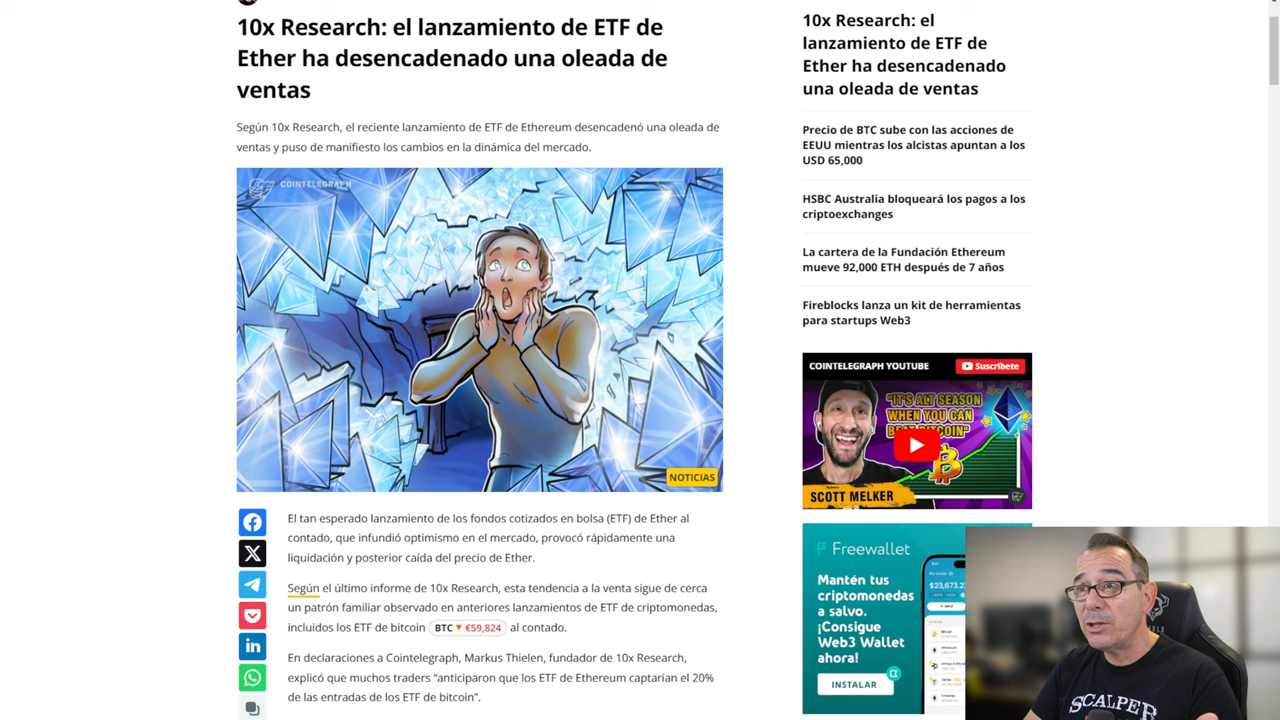 10x Research: el lanzamiento de ETF de
Ether ha desencadenado una oleada de
ventas
Según 10x Research, el reciente lanzamiento de ETF de Ethereum desencadenó una oleada de
ventas y puso de manifiesto los cambios en la dinámica del mercado.
COINTELEGRAPH
NOTICIAS
El tan esperado lanzamiento de los fondos cotizados en bolsa (ETF) de Ether al
contado, que infundió optimismo en el mercado, provocó rápidamente una
liquidación y posterior caída del precio de Ether.
Según el último informe de 10x Research, esta tendencia a la venta sigue de cerca
un patrón familiar observado en anteriores lanzamientos de ETF de criptomonedas,
incluidos los ETF de bitcoin BTC ▼ €59,824 al contado.
En declaraciones a Cointelegraph, Markus Thielen, fundador de 10x Research,
explicó que muchos traders “anticiparon que los ETF de Ethereum captarían el 20%
de las entradas de los ETF de bitcoin”.
10x Research: el
lanzamiento de ETF de
Ether ha desencadenado
una oleada de ventas
Precio de BTC sube con las acciones de
EEUU mientras los alcistas apuntan a los
USD 65,000
HSBC Australia bloqueará los pagos a los
criptoexchanges
La cartera de la Fundación Ethereum
mueve 92,000 ETH después de 7 años
Fireblocks lanza un kit de herramientas
para startups Web3
COINTELEGRAPH YOUTUBE
Suscríbete
"IT'S ALT SEASON
WHEN YOU CAN
BEAT BITCOIN"
SCOTT MELKER
Freewallet
Mantén tus
criptomonedas
a salvo.
¡Consigue
Web3 Wallet
ahora!
INSTALAR
$23,673.22
SCALPER